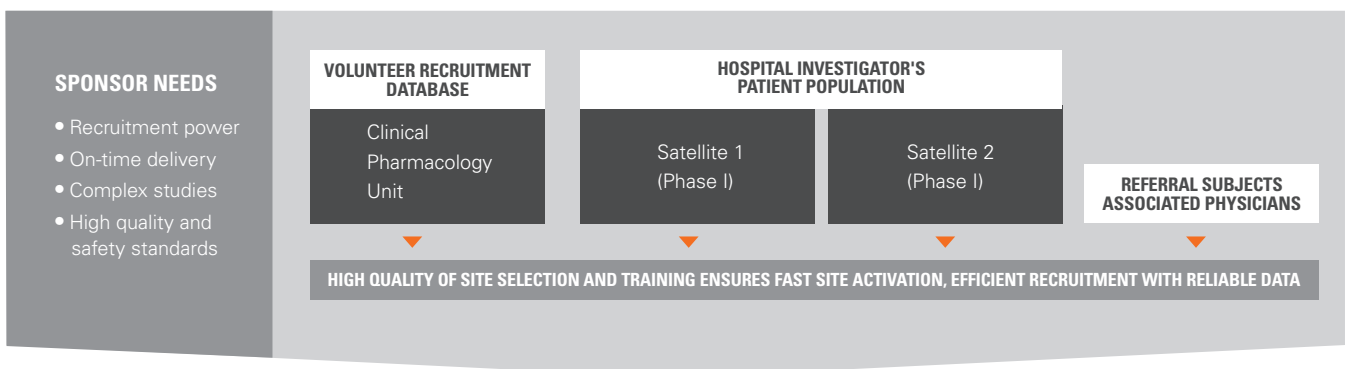 SPONSOR NEEDS
• Recruitment power
• On-time delivery
• Complex studies
• High quality and
safety standards
VOLUNTEER RECRUITMENT
DATABASE
Clinical
Pharmacology
Unit
HOSPITAL INVESTIGATOR'S
PATIENT POPULATION
Satellite 1
(Phase I)
Satellite 2
(Phase I)
REFERRAL SUBJECTS
ASSOCIATED PHYSICIANS
HIGH QUALITY OF SITE SELECTION AND TRAINING ENSURES FAST SITE ACTIVATION, EFFICIENT RECRUITMENT WITH RELIABLE DATA